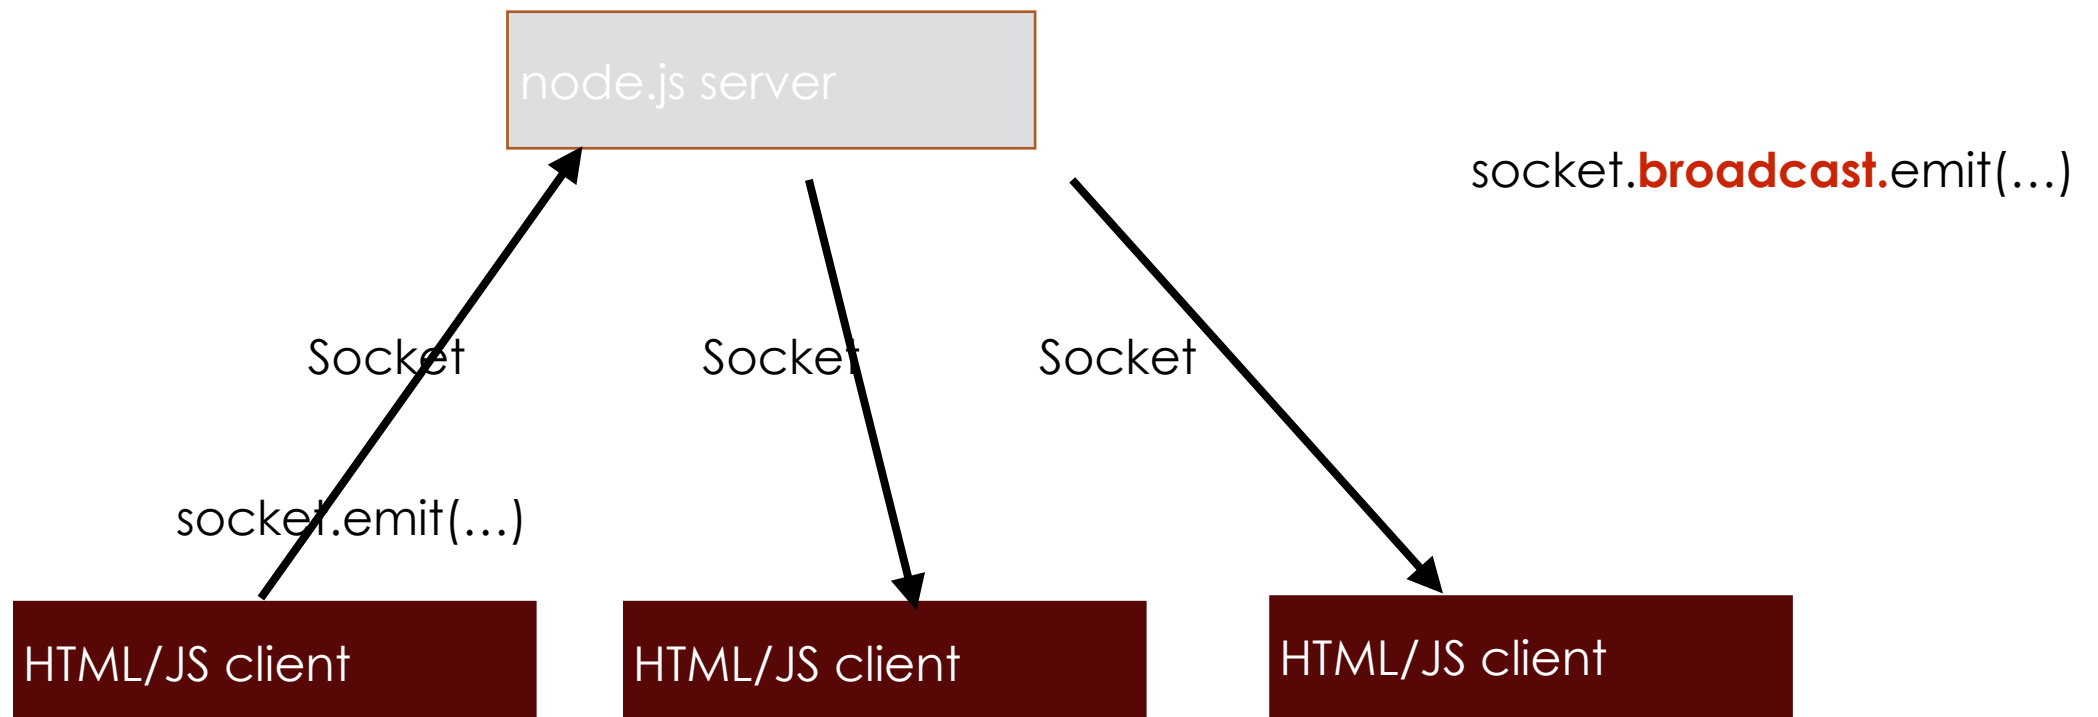 node.js server
socket.broadcast.emit(…)
Socket
Socket
Socket
socket.emit(…)
HTML/JS client
HTML/JS client
HTML/JS client